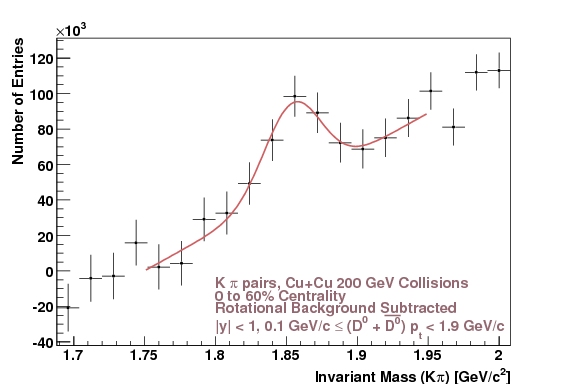 ×10³
Number of Entries
120
100
80
60
40
20
0
-20
-40
K π pairs, Cu+Cu 200 GeV Collisions
0 to 60% Centrality
Rotational Background Subtracted
|y| < 1, 0.1 GeV/c ≤ (D⁰ + D̅⁰) pₜ < 1.9 GeV/c
1.7 1.75 1.8 1.85 1.9 1.95 2
Invariant Mass (Kπ) [GeV/c²]